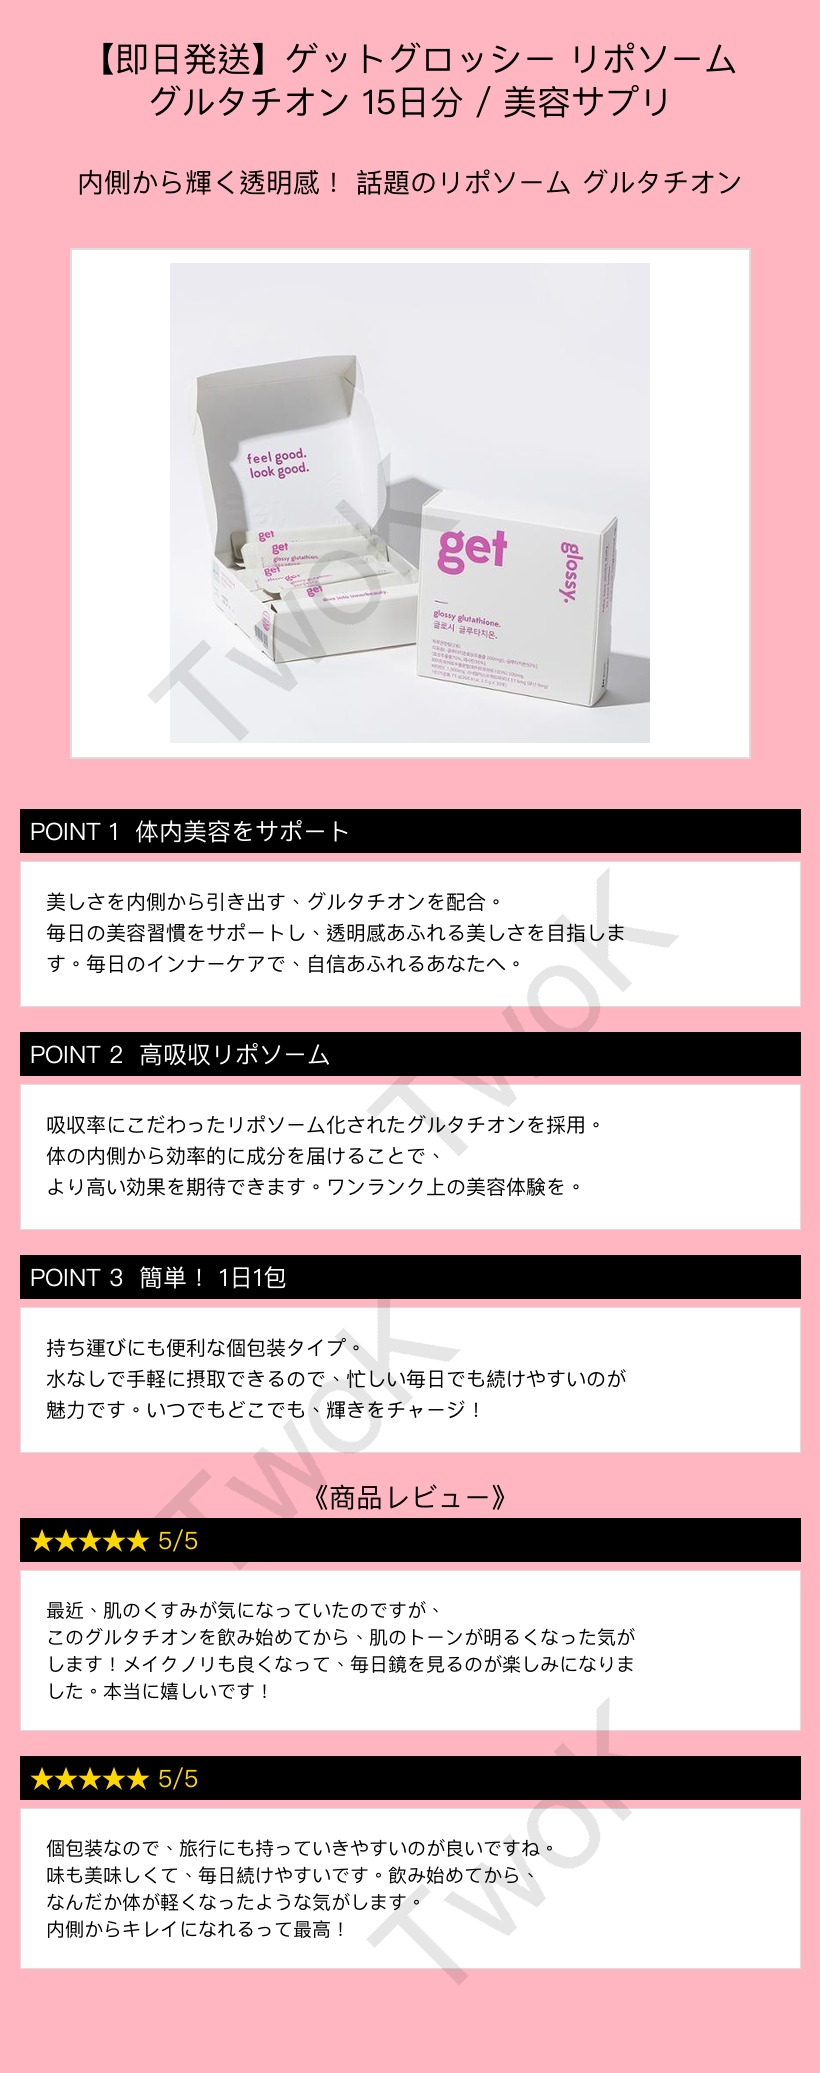 【即日発送】ゲットグロッシー リポソーム
グルタチオン 15日分 / 美容サプリ
内側から輝く透明感！ 話題のリポソーム グルタチオン
feel good.
look good.
get
get
glossy glutathione.
get
get
get
glossy.
glossy glutathione.
글로시 글루타치온.
POINT 1 体内美容をサポート
美しさを内側から引き出す、グルタチオンを配合。
毎日の美容習慣をサポートし、透明感あふれる美しさを目指しま
す。毎日のインナーケアで、自信あふれるあなたへ。
POINT 2 高吸収リポソーム
吸収率にこだわったリポソーム化されたグルタチオンを採用。
体の内側から効率的に成分を届けることで、
より高い効果を期待できます。ワンランク上の美容体験を。
POINT 3 簡単！ 1日1包
持ち運びにも便利な個包装タイプ。
水なしで手軽に摂取できるので、忙しい毎日でも続けやすいのが
魅力です。いつでもどこでも、輝きをチャージ！
《商品レビュー》
★★★★★ 5/5
最近、肌のくすみが気になっていたのですが、
このグルタチオンを飲み始めてから、肌のトーンが明るくなった気が
します！メイクノリも良くなって、毎日鏡を見るのが楽しみになりま
した。本当に嬉しいです！
★★★★★ 5/5
個包装なので、旅行にも持っていきやすいのが良いですね。
味も美味しくて、毎日続けやすいです。飲み始めてから、
なんだか体が軽くなったような気がします。
内側からキレイになれるって最高！
TwoK
TwoK
TwoK
TwoK